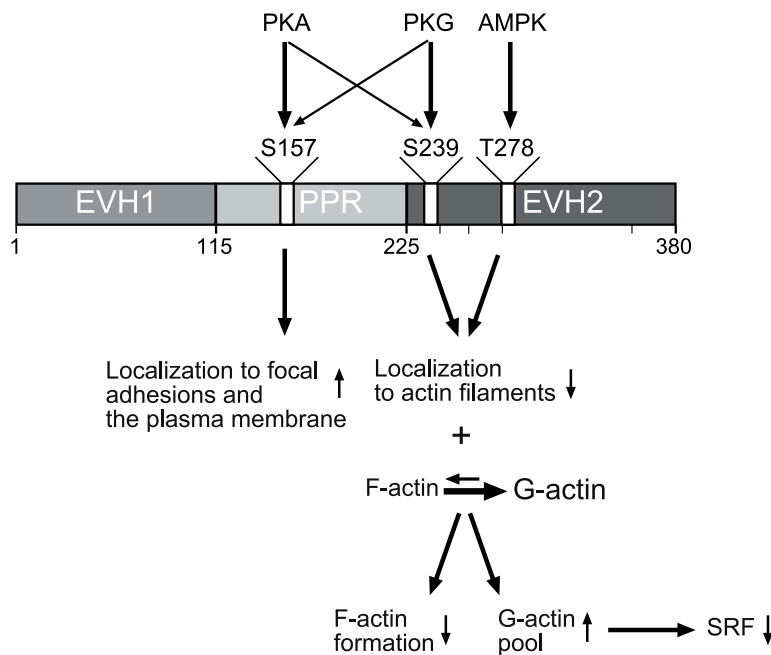 PKA PKG AMPK
S157 S239 T278
EVH1 PPR EVH2
1 115 225 380
Localization to focal
adhesions and
the plasma membrane
Localization
to actin filaments
+
F-actin G-actin
F-actin
formation
G-actin
pool
SRF